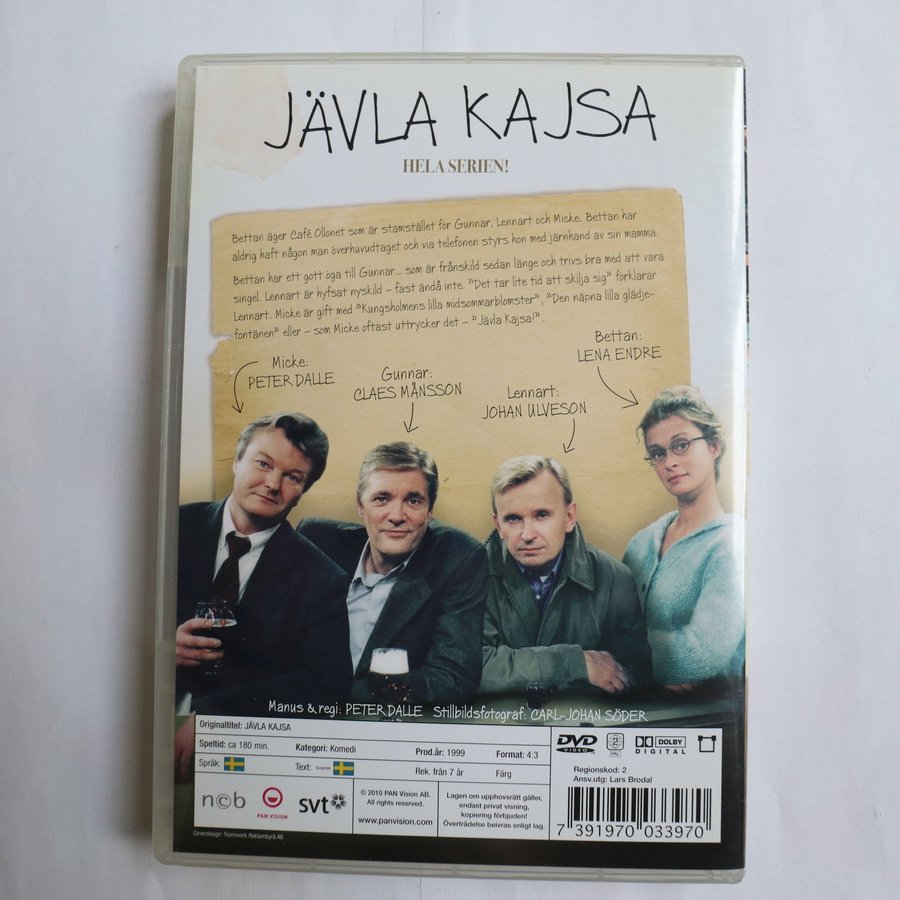 JÄVLA KAJSA
HELA SERIEN!
Bettan äger Café Ollonet som är stamstället för Gunnar, Lennart och Micke. Bettan har
aldrig haft någon man överhuvudtaget och via telefonen styrs hon med järnhand av sin mamma.
Bettan har ett gott öga till Gunnar... som är frånskild sedan länge och trivs bra med att vara
singel. Lennart är hyfsat nyskild – fast ändå inte. "Det tar lite tid att skilja sig" förklarar
Lennart. Micke är gift med "Kungsholmens lilla midsommarblomster", "Den näpna lilla glädje-
fontänen" eller – som Micke oftast uttrycker det – "Jävla Kajsa!".
Micke:
PETER DALLE
Gunnar:
CLAES MÅNSSON
Lennart:
JOHAN ULVESON
Bettan:
LENA ENDRE
Manus & regi: PETER DALLE Stillbildsfotograf: CARL-JOHAN SÖDER
Originaltitel: JÄVLA KAJSA
Speltid: ca 180 min. Kategori: Komedi Prod.år: 1999 Format: 4:3
Språk: Text: Svenska Rek. från 7 år Färg
DVD VIDEO 2 PAL DOLBY DIGITAL
Regionskod: 2
Ansv.utg: Lars Brodal
ncb PAN VISION svt
© 2010 PAN Vision AB.
All rights reserved.
www.panvision.com
Lagen om upphovsrätt gäller,
endast privat visning,
kopiering förbjuden!
Överträdelse beivras enligt lag.
7 391970 033970
Coverdesign: Teamwork Reklambyrå AB